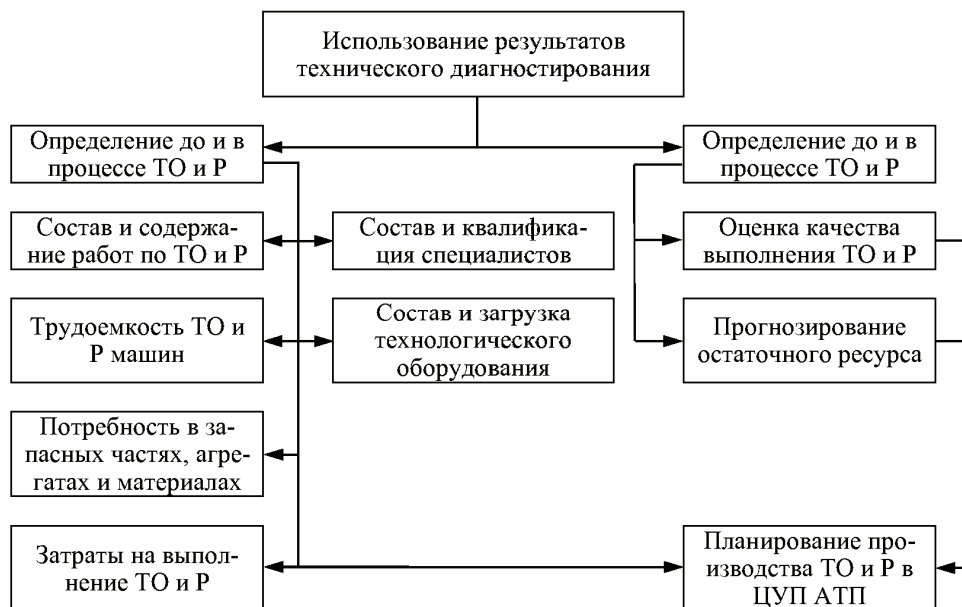 Использование результатов
технического диагностирования
Определение до и в
процессе ТО и Р
Определение до и в
процессе ТО и Р
Состав и содержа-
ние работ по ТО и Р
Состав и квалифика-
ция специалистов
Оценка качества
выполнения ТО и Р
Трудоемкость ТО и
Р машин
Состав и загрузка
технологического
оборудования
Прогнозирование
остаточного ресурса
Потребность в за-
пасных частях, агре-
гатах и материалах
Затраты на выпол-
нение ТО и Р
Планирование про-
изводства ТО и Р в
ЦУП АТП